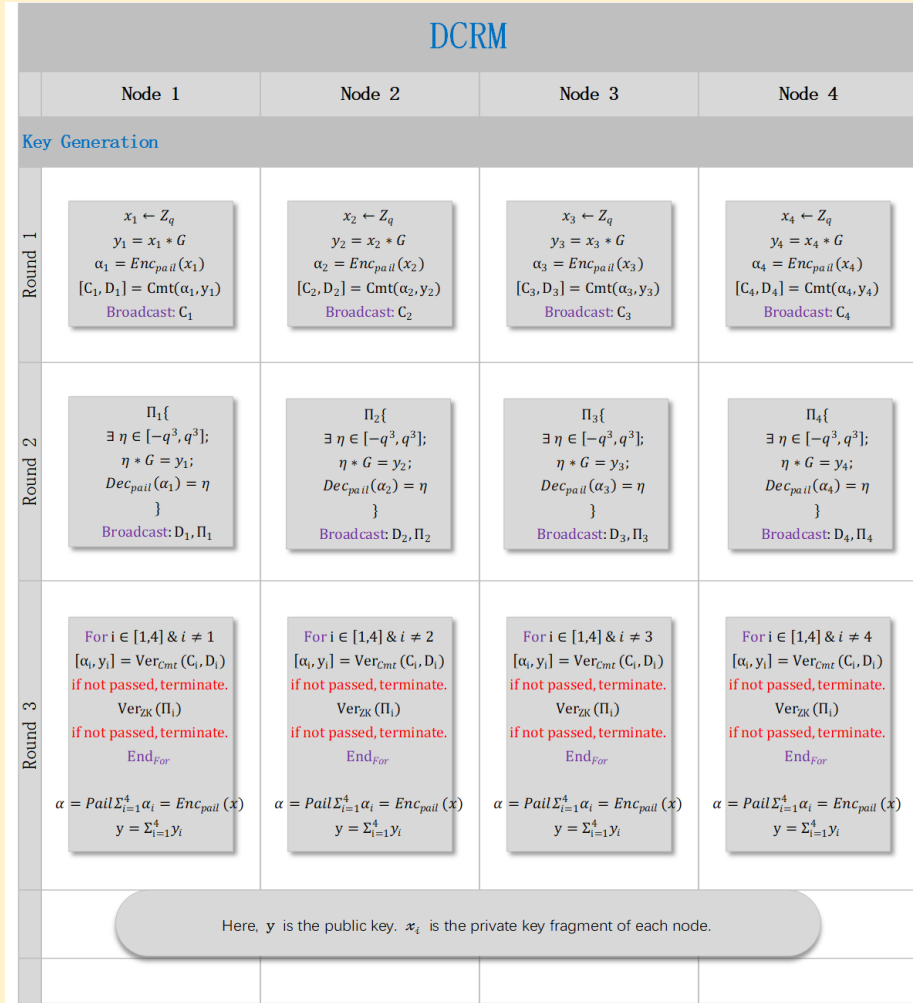 DCRM
Node 1 Node 2 Node 3 Node 4
Key Generation
Round 1
x₁ ← Z_q
y₁ = x₁ * G
α₁ = Enc_pail(x₁)
[C₁, D₁] = Cmt(α₁,y₁)
Broadcast: C₁
x₂ ← Z_q
y₂ = x₂ * G
α₂ = Enc_pail(x₂)
[C₂, D₂] = Cmt(α₂,y₂)
Broadcast: C₂
x₃ ← Z_q
y₃ = x₃ * G
α₃ = Enc_pail(x₃)
[C₃, D₃] = Cmt(α₃,y₃)
Broadcast: C₃
x₄ ← Z_q
y₄ = x₄ * G
α₄ = Enc_pail(x₄)
[C₄, D₄] = Cmt(α₄,y₄)
Broadcast: C₄
Round 2
Π₁{
∃ η ∈ [−q³, q³];
η * G = y₁;
Dec_pail(α₁) = η
}
Broadcast: D₁, Π₁
Π₂{
∃ η ∈ [−q³, q³];
η * G = y₂;
Dec_pail(α₂) = η
}
Broadcast: D₂, Π₂
Π₃{
∃ η ∈ [−q³, q³];
η * G = y₃;
Dec_pail(α₃) = η
}
Broadcast: D₃, Π₃
Π₄{
∃ η ∈ [−q³, q³];
η * G = y₄;
Dec_pail(α₄) = η
}
Broadcast: D₄, Π₄
Round 3
For i ∈ [1,4] & i ≠ 1
[αᵢ, yᵢ] = Ver_Cmt (Cᵢ, Dᵢ)
if not passed, terminate.
Ver_ZK (Πᵢ)
if not passed, terminate.
End_For
α = PailΣ⁴ᵢ₌₁αᵢ = Enc_pail (x)
y = Σ⁴ᵢ₌₁yᵢ
For i ∈ [1,4] & i ≠ 2
[αᵢ, yᵢ] = Ver_Cmt (Cᵢ, Dᵢ)
if not passed, terminate.
Ver_ZK (Πᵢ)
if not passed, terminate.
End_For
α = PailΣ⁴ᵢ₌₁αᵢ = Enc_pail (x)
y = Σ⁴ᵢ₌₁yᵢ
For i ∈ [1,4] & i ≠ 3
[αᵢ, yᵢ] = Ver_Cmt (Cᵢ, Dᵢ)
if not passed, terminate.
Ver_ZK (Πᵢ)
if not passed, terminate.
End_For
α = PailΣ⁴ᵢ₌₁αᵢ = Enc_pail (x)
y = Σ⁴ᵢ₌₁yᵢ
For i ∈ [1,4] & i ≠ 4
[αᵢ, yᵢ] = Ver_Cmt (Cᵢ, Dᵢ)
if not passed, terminate.
Ver_ZK (Πᵢ)
if not passed, terminate.
End_For
α = PailΣ⁴ᵢ₌₁αᵢ = Enc_pail (x)
y = Σ⁴ᵢ₌₁yᵢ
Here, y is the public key. xᵢ is the private key fragment of each node.